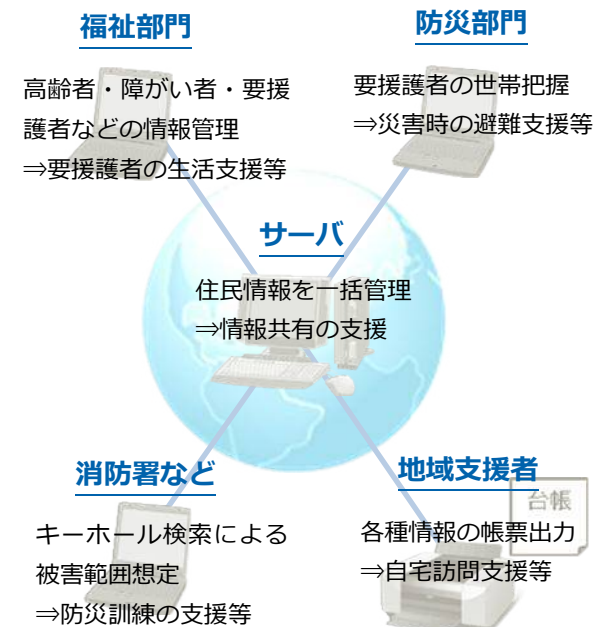 福祉部門
高齢者・障がい者・要援
護者などの情報管理
⇒要援護者の生活支援等
防災部門
要援護者の世帯把握
⇒災害時の避難支援等
サーバ
住民情報を一括管理
⇒情報共有の支援
消防署など
キーホール検索による
被害範囲想定
⇒防災訓練の支援等
地域支援者
台帳
各種情報の帳票出力
⇒自宅訪問支援等